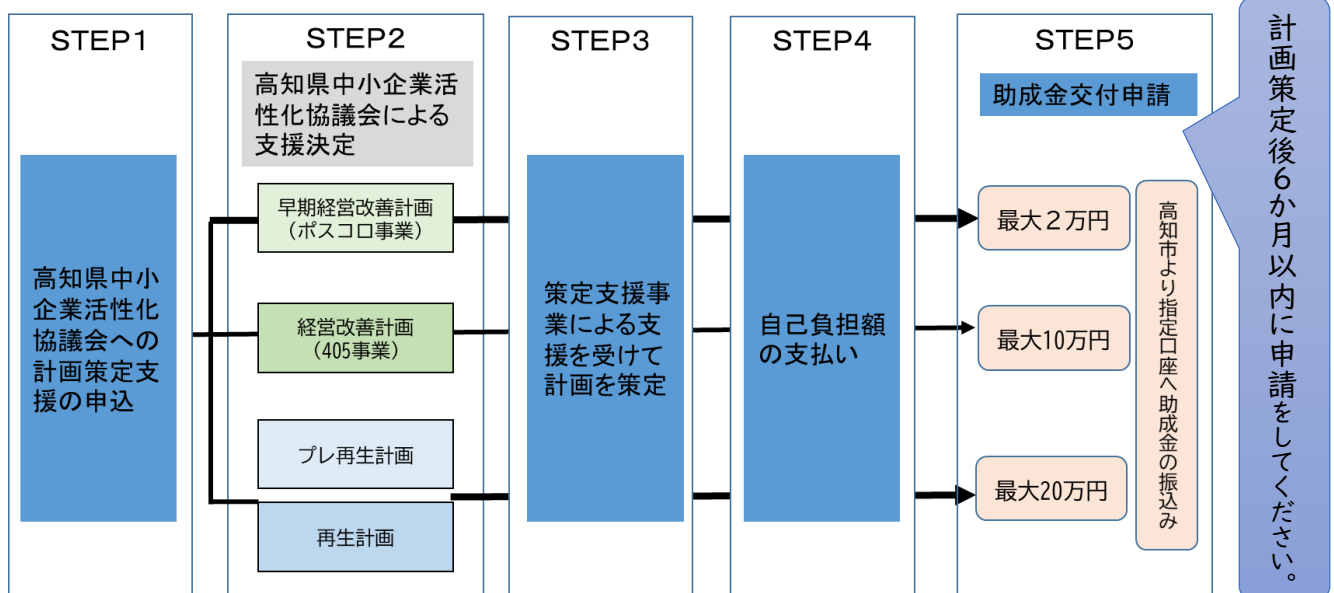 STEP1
高知県中小
企業活性化
協議会への
計画策定支
援の申込
STEP2
高知県中小企業活
性化協議会による
支援決定
早期経営改善計画
（ポスコロ事業）
経営改善計画
（405事業）
プレ再生計画
再生計画
STEP3
策定支援事
業による支
援を受けて
計画を策定
STEP4
自己負担額
の支払い
STEP5
助成金交付申請
最大２万円
最大10万円
最大20万円
高知市より指定口座へ助成金の振込み
計画策定後６か月以内に申請をしてください。